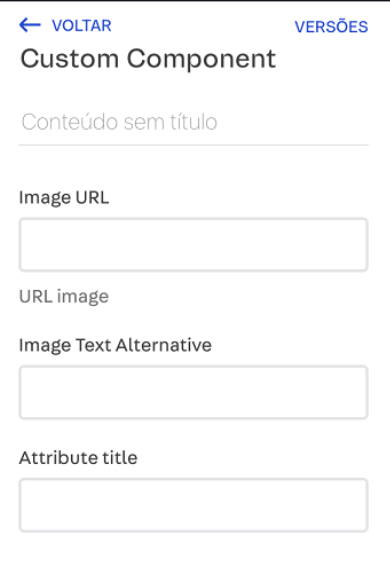 ← VOLTAR VERSÕES
Custom Component
Conteúdo sem título
Image URL
URL image
Image Text Alternative
Attribute title